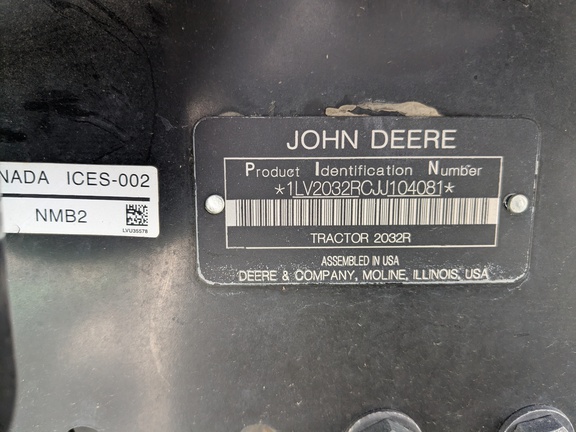 NADA ICES-002
NMB2
LVU35578
JOHN DEERE
Product Identification Number
*1LV2032RCJJ104081*
TRACTOR 2032R
ASSEMBLED IN USA
DEERE & COMPANY, MOLINE, ILLINOIS, USA